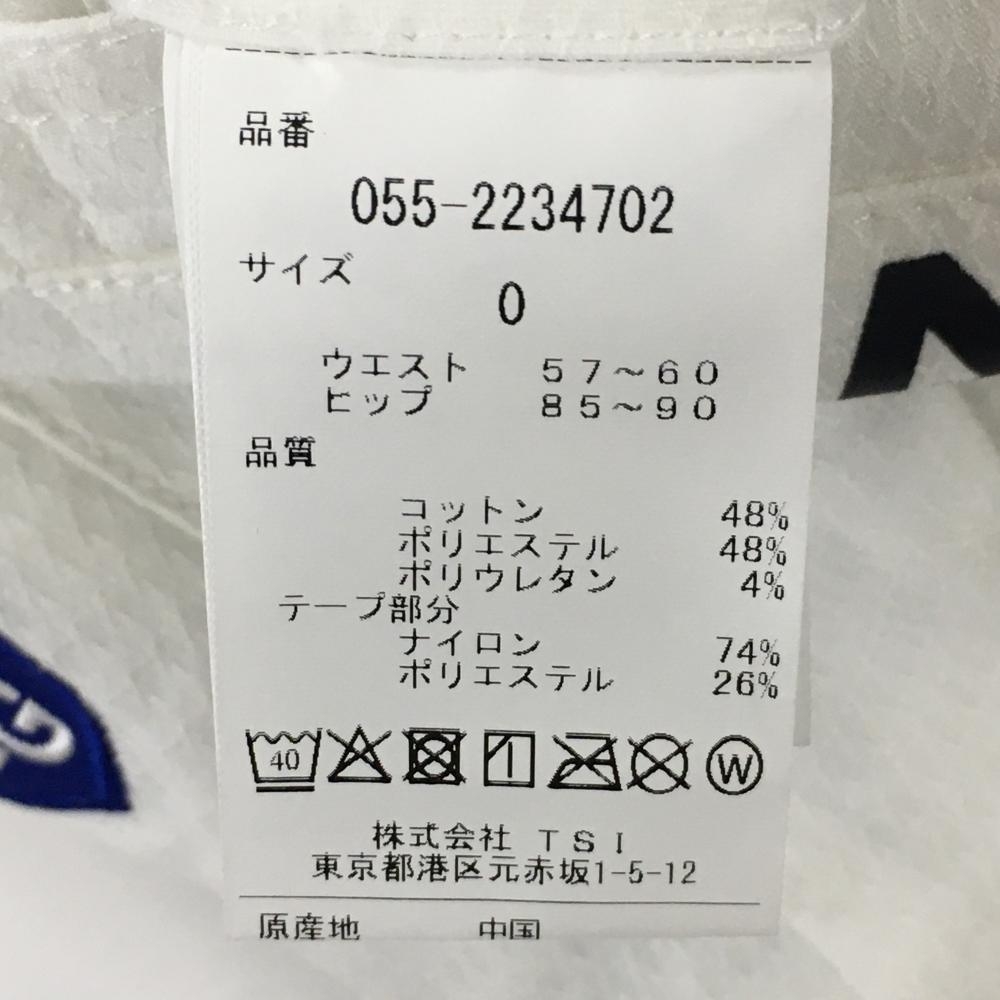 品番
055-2234702
サイズ
0
ウエスト 57～60
ヒップ 85～90
品質
コットン 48%
ポリエステル 48%
ポリウレタン 4%
テープ部分
ナイロン 74%
ポリエステル 26%
40 W
株式会社 TSI
東京都港区元赤坂1-5-12
原産地 中国